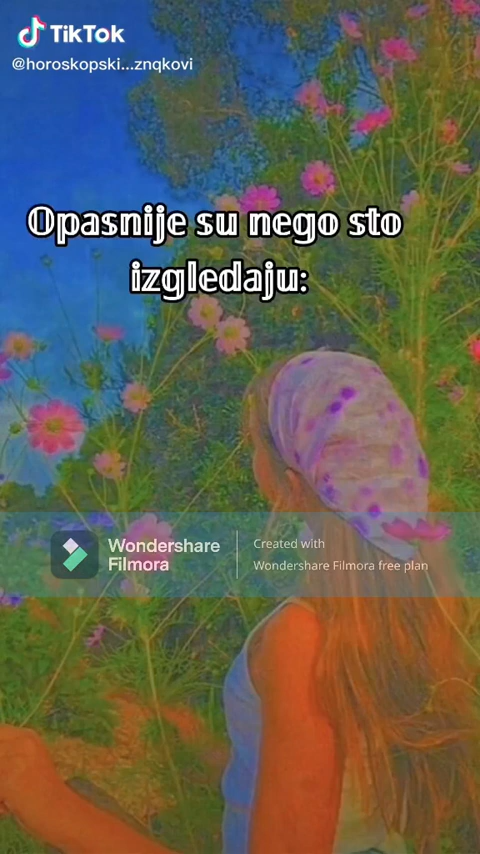 TikTok
@horoskopski...znqkovi
Opasnije su nego sto
izgledaju:
Wondershare
Filmora
Created with
Wondershare Filmora free plan